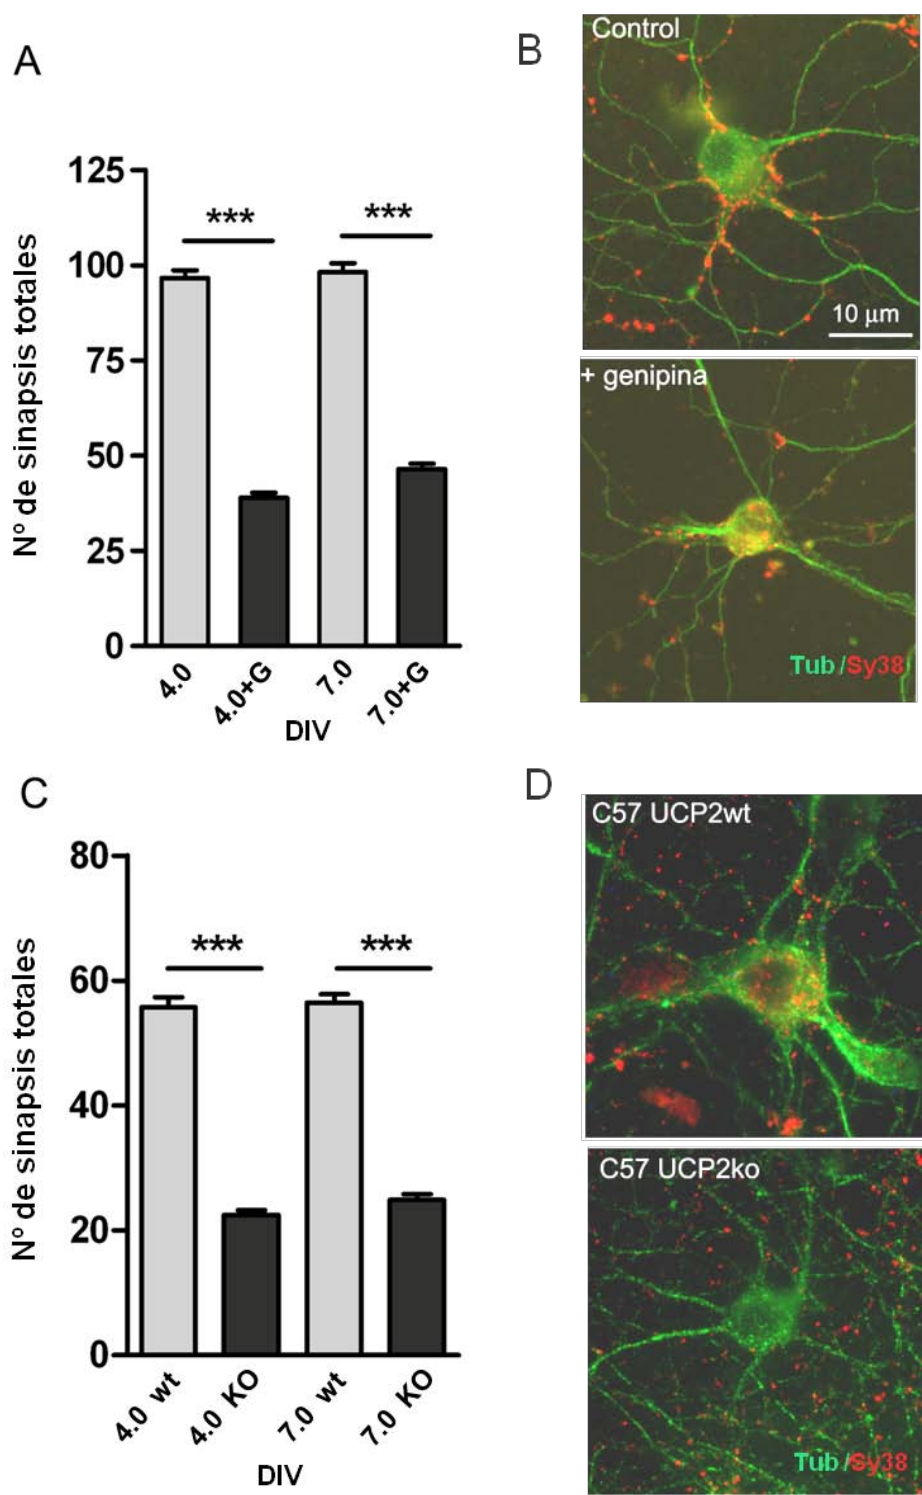 A
Nº de sinapsis totales
125
100
75
50
25
0
***
***
4.0
4.0+G
7.0
7.0+G
DIV
B
Control
10 µm
+ genipina
Tub/Sy38
C
Nº de sinapsis totales
80
60
40
20
0
***
***
4.0 wt
4.0 KO
7.0 wt
7.0 KO
DIV
D
C57 UCP2wt
C57 UCP2ko
Tub/Sy38